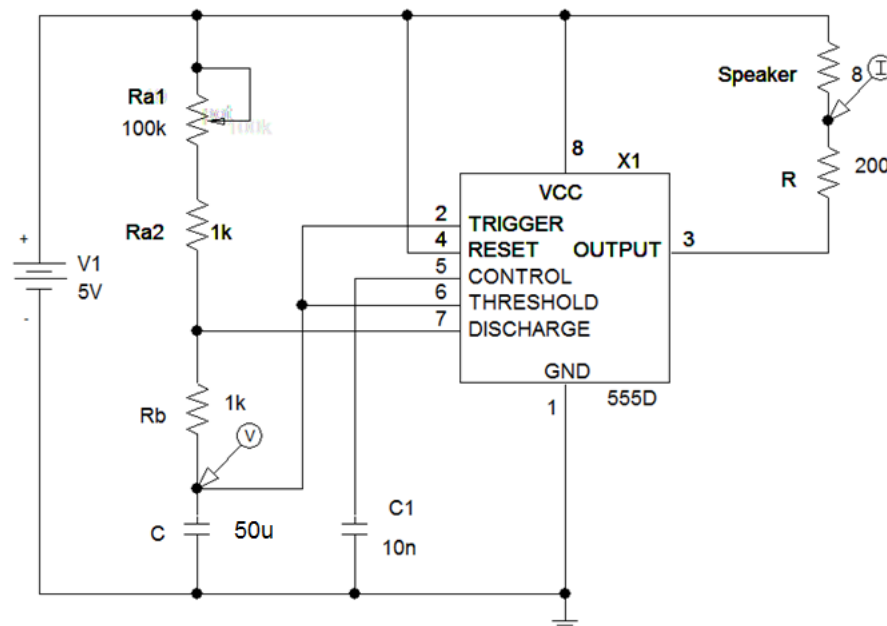 Speaker
8
I
Ra1
100k
100k
8
X1
R
200
VCC
2
TRIGGER
Ra2
1k
4
RESET
OUTPUT
3
+
5
CONTROL
V1
6
THRESHOLD
5V
7
DISCHARGE
-
GND
Rb
1k
1
555D
V
C
50u
C1
10n